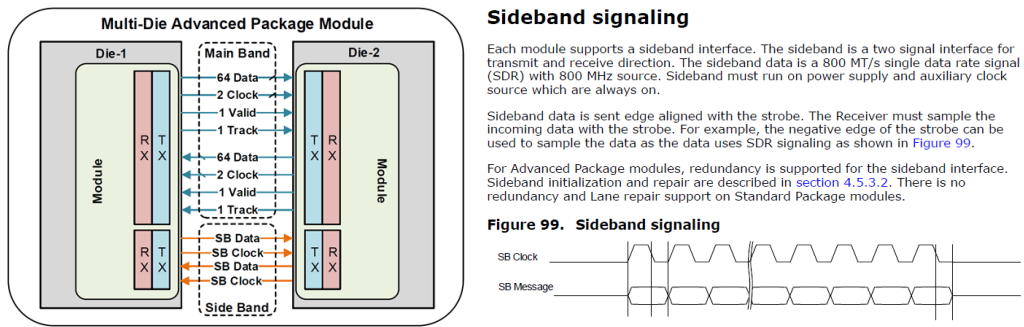 Multi-Die Advanced Package Module
Die-1
Main Band
Die-2
64 Data
2 Clock
1 Valid
1 Track
64 Data
2 Clock
1 Valid
1 Track
Module
RX
TX
TX
RX
Module
SB Data
SB Clock
SB Data
SB Clock
RX
TX
TX
RX
Side Band
Sideband signaling
Each module supports a sideband interface. The sideband is a two signal interface for
transmit and receive direction. The sideband data is a 800 MT/s single data rate signal
(SDR) with 800 MHz source. Sideband must run on power supply and auxiliary clock
source which are always on.
Sideband data is sent edge aligned with the strobe. The Receiver must sample the
incoming data with the strobe. For example, the negative edge of the strobe can be
used to sample the data as the data uses SDR signaling as shown in Figure 99.
For Advanced Package modules, redundancy is supported for the sideband interface.
Sideband initialization and repair are described in section 4.5.3.2. There is no
redundancy and Lane repair support on Standard Package modules.
Figure 99. Sideband signaling
SB Clock
SB Message